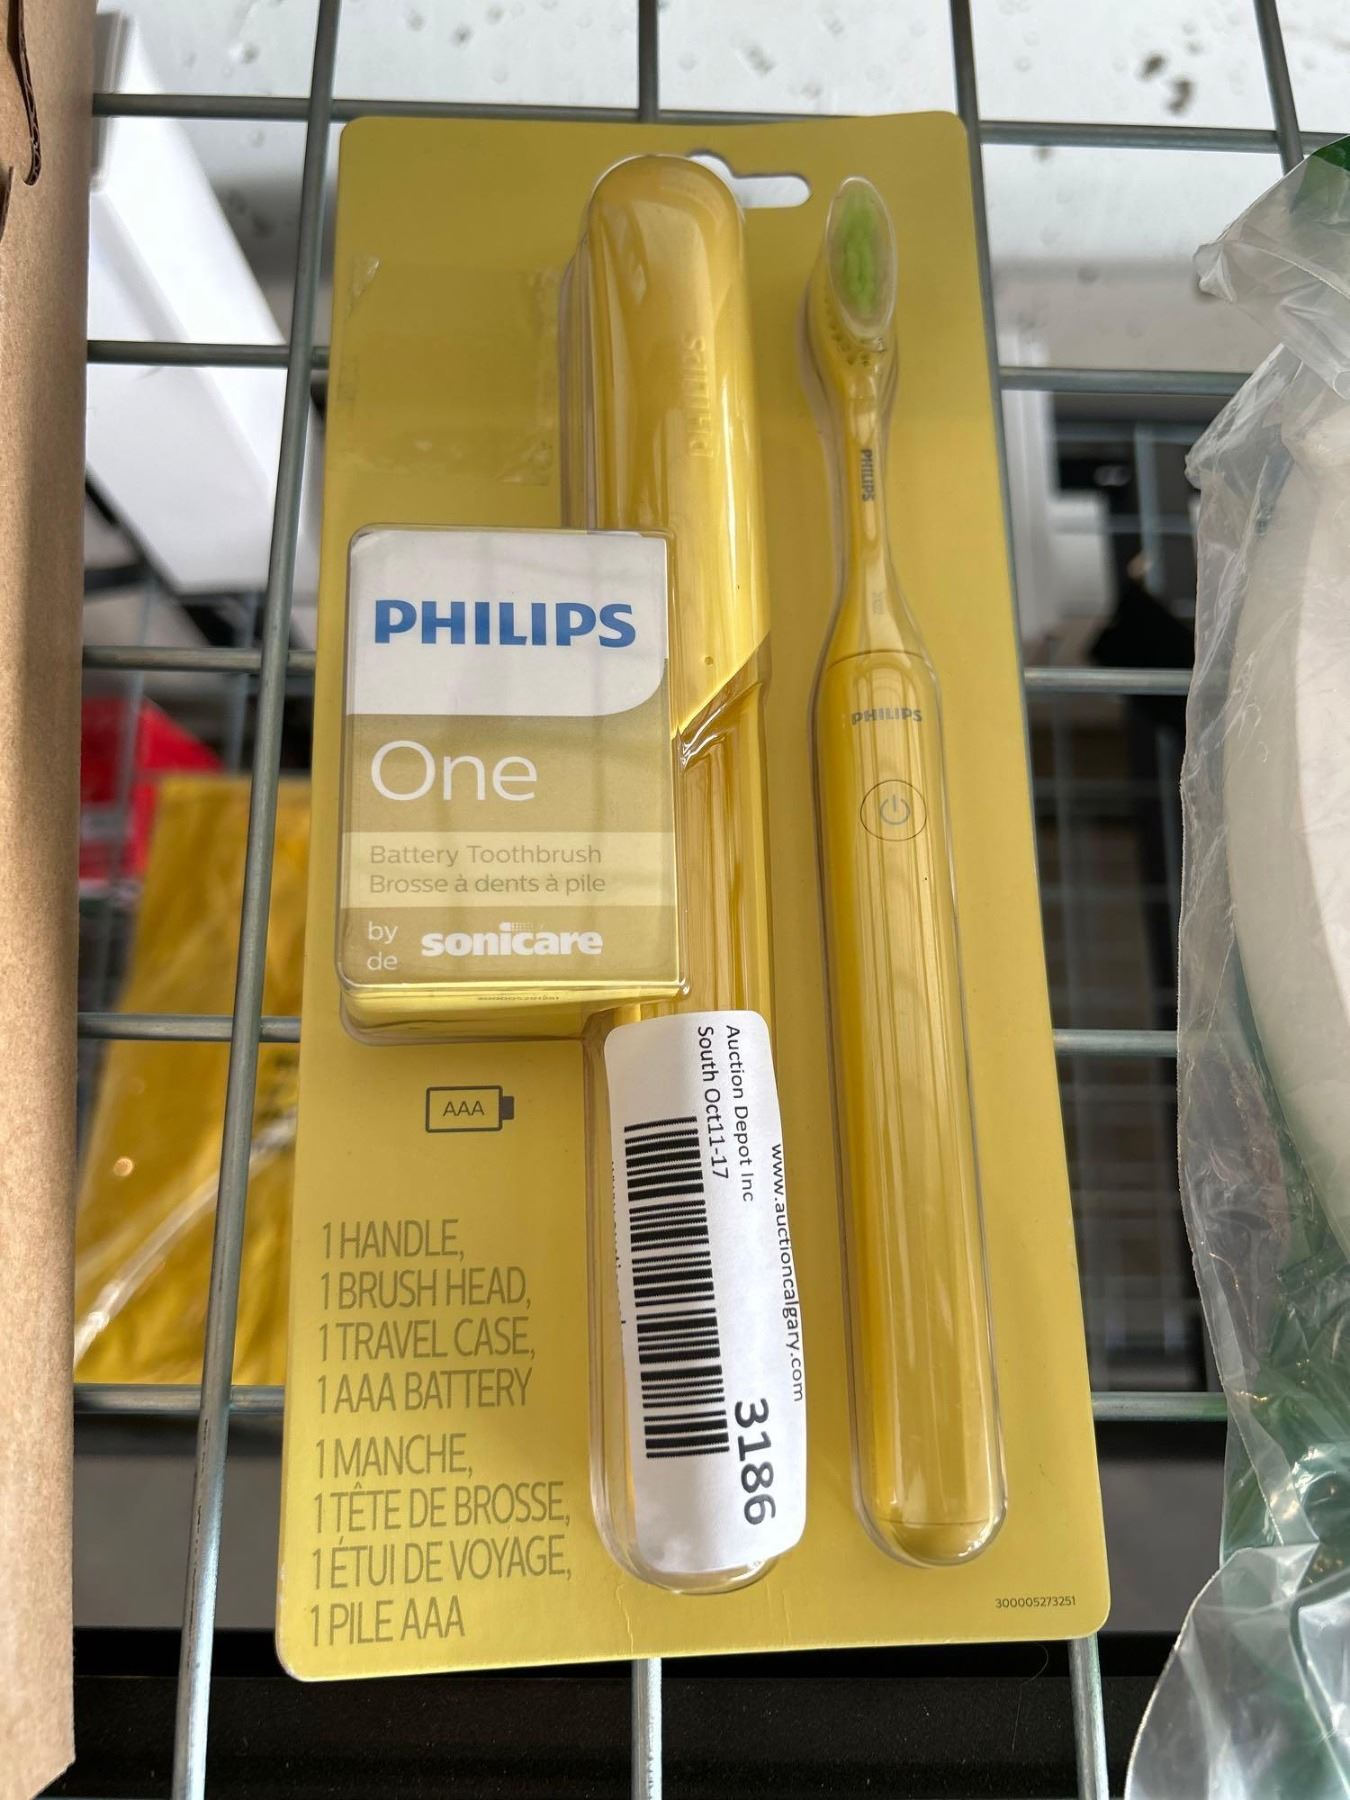 PHILIPS
PHILIPS
PHILIPS
PHILIPS
One
Battery Toothbrush
Brosse à dents à pile
by
de
sonicare
AAA
1 HANDLE,
1 BRUSH HEAD,
1 TRAVEL CASE,
1 AAA BATTERY
1 MANCHE,
1 TÊTE DE BROSSE,
1 ÉTUI DE VOYAGE,
1 PILE AAA
Auction Depot Inc
South Oct11-17
www.auctioncalgary.com
3186
300005273251